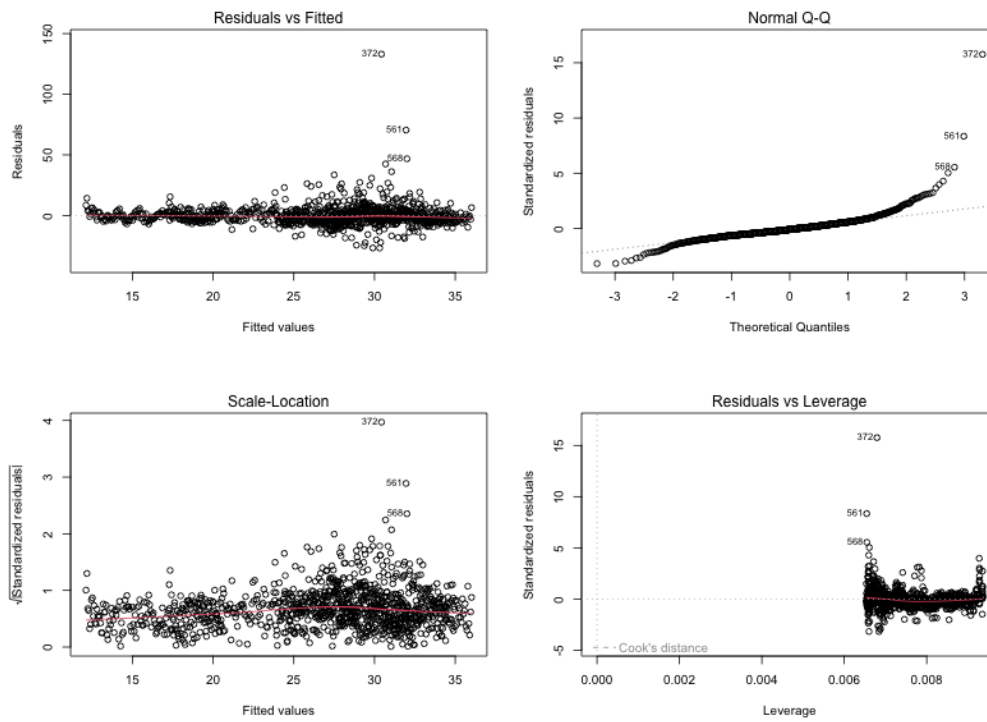 Residuals vs Fitted
Residuals
150
100
50
0
372
561
568
15 20 25 30 35
Fitted values
Normal Q-Q
Standardized residuals
15
10
5
0
372
561
568
-3 -2 -1 0 1 2 3
Theoretical Quantiles
Scale-Location
√|Standardized residuals|
4
3
2
1
0
372
561
568
15 20 25 30 35
Fitted values
Residuals vs Leverage
Standardized residuals
15
10
5
0
-5
372
561
568
Cook's distance
0.000 0.002 0.004 0.006 0.008
Leverage